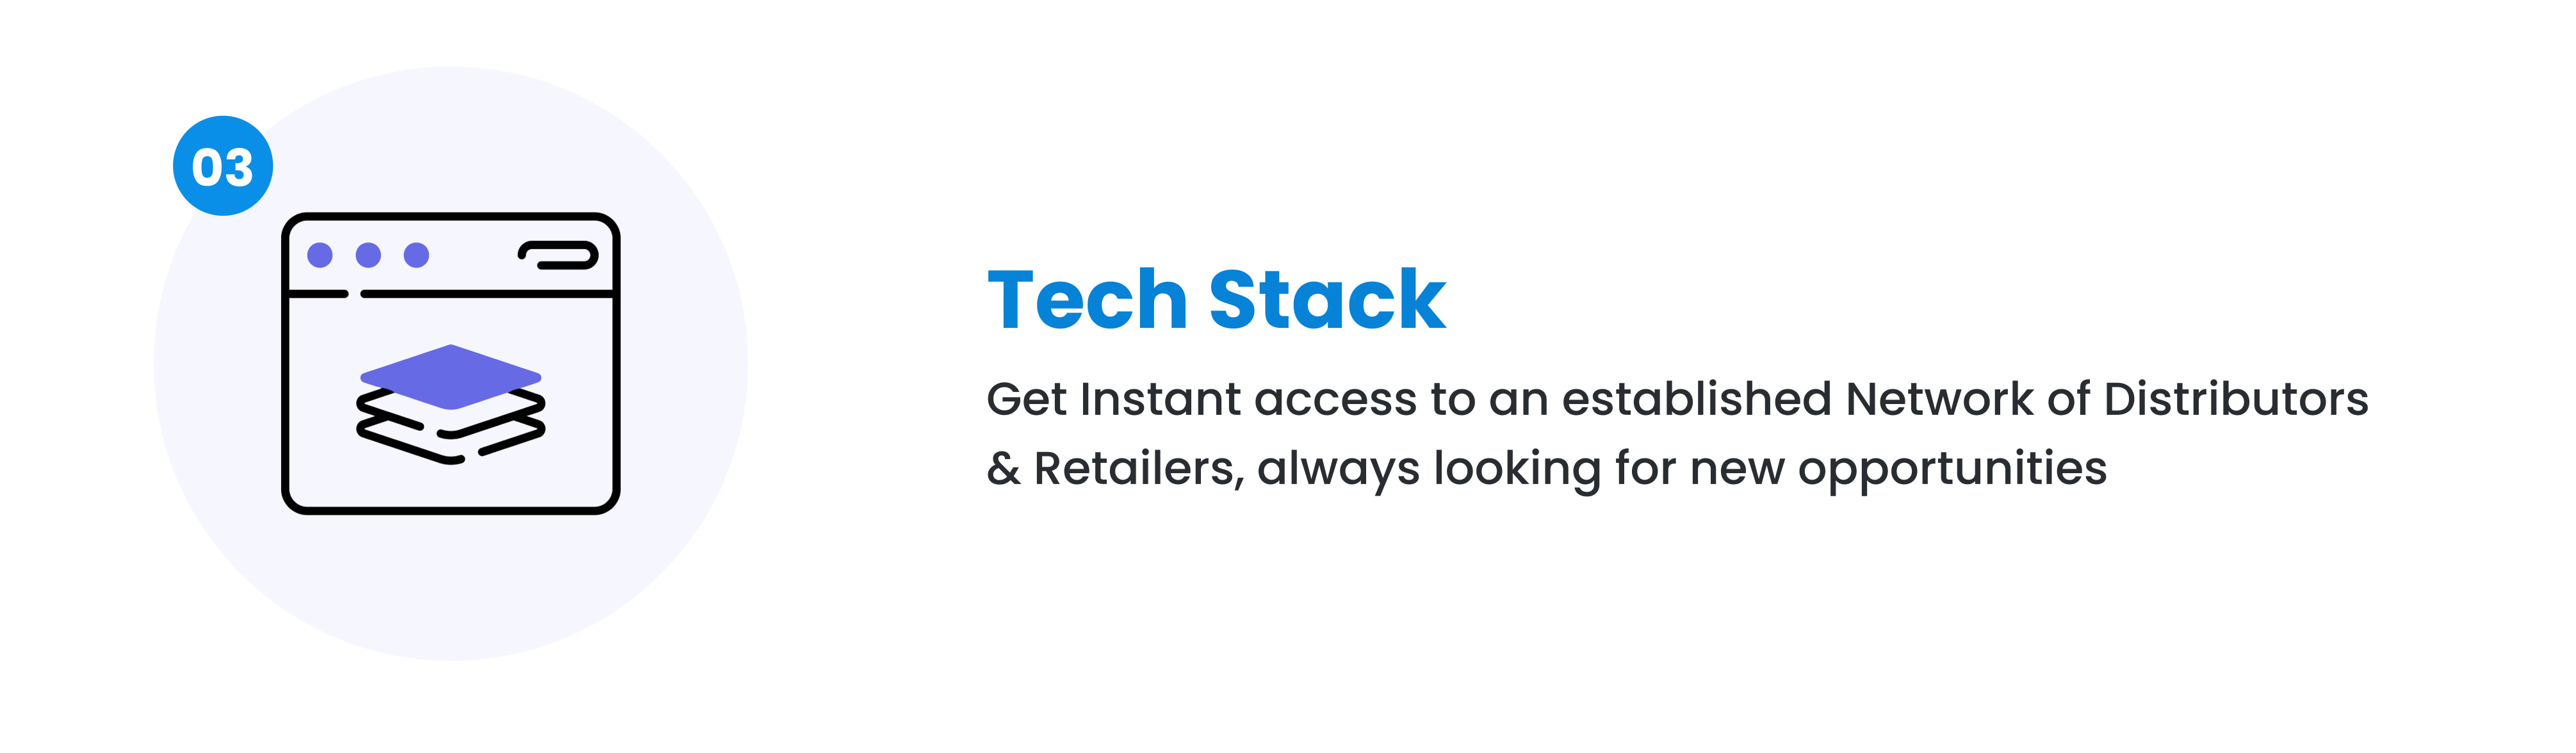 03
Tech Stack
Get Instant access to an established Network of Distributors
& Retailers, always looking for new opportunities